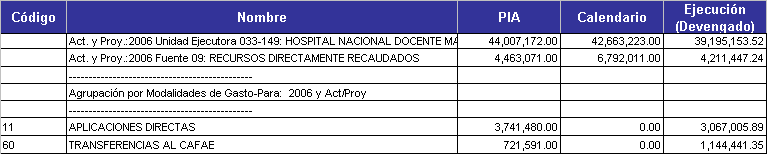 Código Nombre PIA Calendario Ejecución (Devengado)
Act. y Proy.:2006 Unidad Ejecutora 033-149: HOSPITAL NACIONAL DOCENTE 44,007,172.00 42,663,223.00 39,195,153.52
Act. y Proy.:2006 Fuente 09: RECURSOS DIRECTAMENTE RECAUDADOS 4,463,071.00 6,792,011.00 4,211,447.24
----------------------------------------------
Agrupación por Modalidades de Gasto-Para: 2006 y Act/Proy
----------------------------------------------
11 APLICACIONES DIRECTAS 3,741,480.00 0.00 3,067,005.89
60 TRANSFERENCIAS AL CAFAE 721,591.00 0.00 1,144,441.35